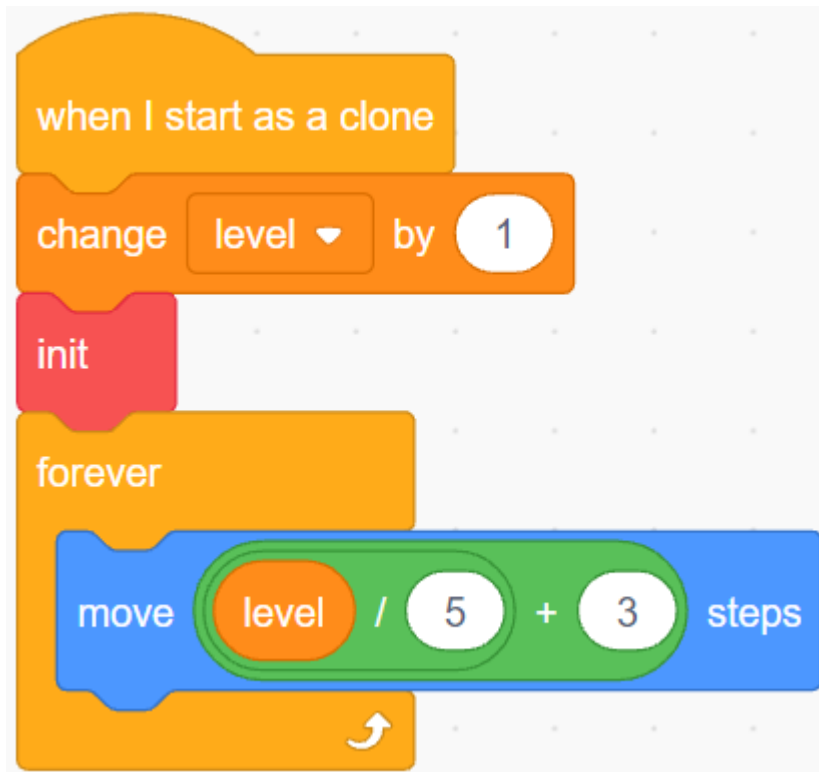 when I start as a clone
change level by 1
init
forever
move level / 5 + 3 steps